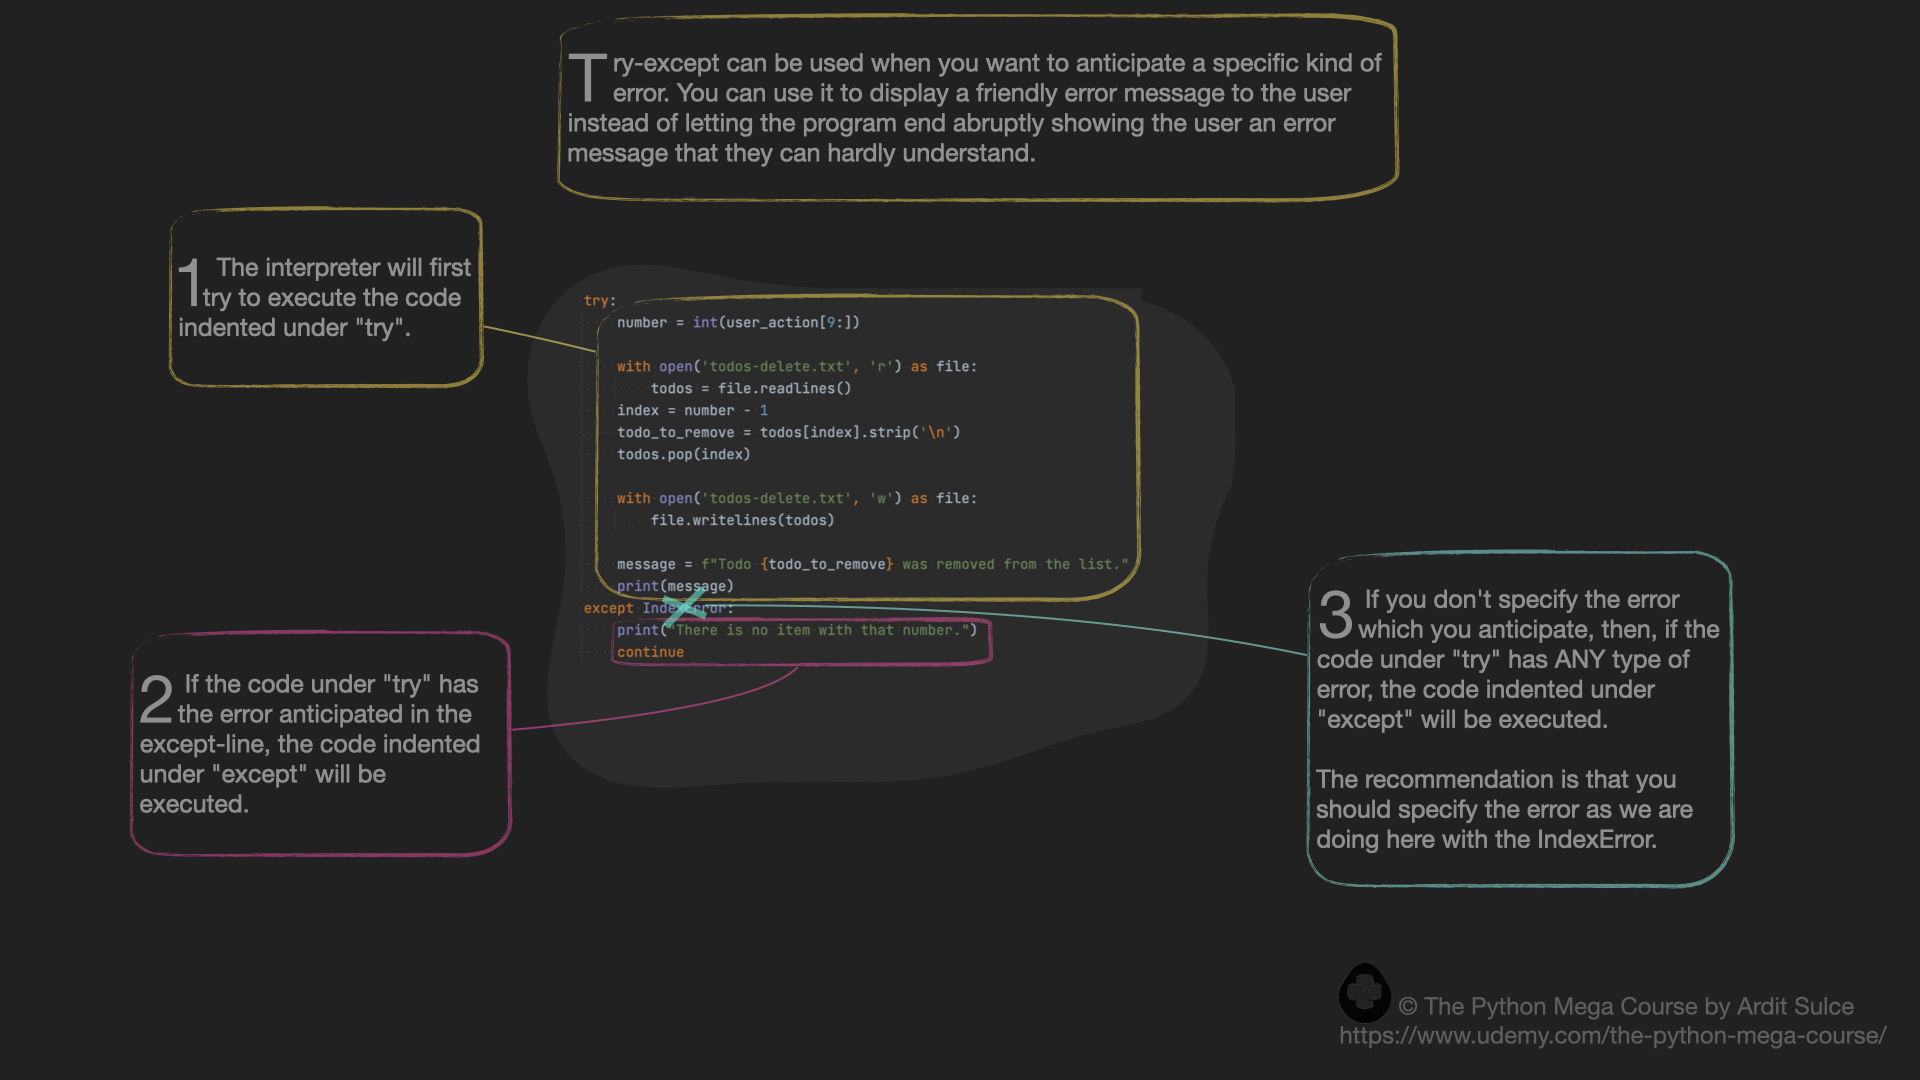 Try-except can be used when you want to anticipate a specific kind of
error. You can use it to display a friendly error message to the user
instead of letting the program end abruptly showing the user an error
message that they can hardly understand.
1 The interpreter will first
try to execute the code
indented under "try".
try:
number = int(user_action[9:])
with open('todos-delete.txt', 'r') as file:
todos = file.readlines()
index = number - 1
todo_to_remove = todos[index].strip('\n')
todos.pop(index)
with open('todos-delete.txt', 'w') as file:
file.writelines(todos)
message = f"Todo {todo_to_remove} was removed from the list."
print(message)
except IndexError:
print("There is no item with that number.")
continue
2 If the code under "try" has
the error anticipated in the
except-line, the code indented
under "except" will be
executed.
3 If you don't specify the error
which you anticipate, then, if the
code under "try" has ANY type of
error, the code indented under
"except" will be executed.
The recommendation is that you
should specify the error as we are
doing here with the IndexError.
© The Python Mega Course by Ardit Sulce
https://www.udemy.com/the-python-mega-course/